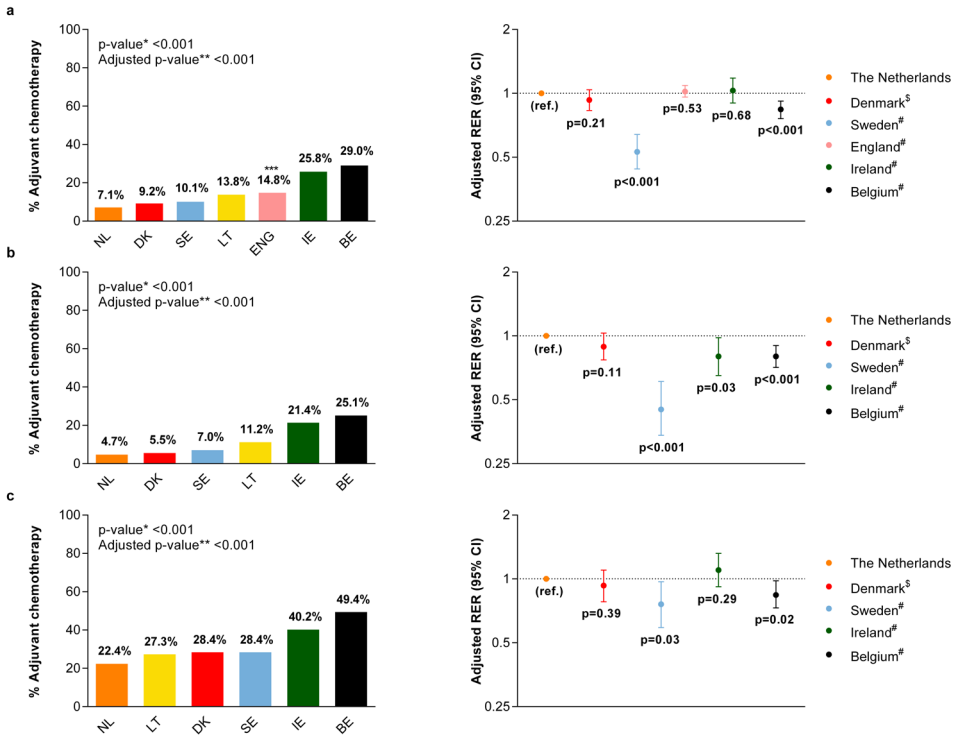 a
% Adjuvant chemotherapy
100
80
60
40
20
0
p-value* <0.001
Adjusted p-value** <0.001
7.1%
9.2%
10.1%
13.8%
***
14.8%
25.8%
29.0%
NL
DK
SE
LT
ENG
IE
BE
Adjusted RER (95% CI)
2
1
0.5
0.25
(ref.)
p=0.21
p<0.001
p=0.53
p=0.68
p<0.001
The Netherlands
Denmark$
Sweden#
England#
Ireland#
Belgium#
b
% Adjuvant chemotherapy
100
80
60
40
20
0
p-value* <0.001
Adjusted p-value** <0.001
4.7%
5.5%
7.0%
11.2%
21.4%
25.1%
NL
DK
SE
LT
IE
BE
Adjusted RER (95% CI)
2
1
0.5
0.25
(ref.)
p=0.11
p<0.001
p=0.03
p<0.001
The Netherlands
Denmark$
Sweden#
Ireland#
Belgium#
c
% Adjuvant chemotherapy
100
80
60
40
20
0
p-value* <0.001
Adjusted p-value** <0.001
22.4%
27.3%
28.4%
28.4%
40.2%
49.4%
NL
LT
DK
SE
IE
BE
Adjusted RER (95% CI)
2
1
0.5
0.25
(ref.)
p=0.39
p=0.03
p=0.29
p=0.02
The Netherlands
Denmark$
Sweden#
Ireland#
Belgium#